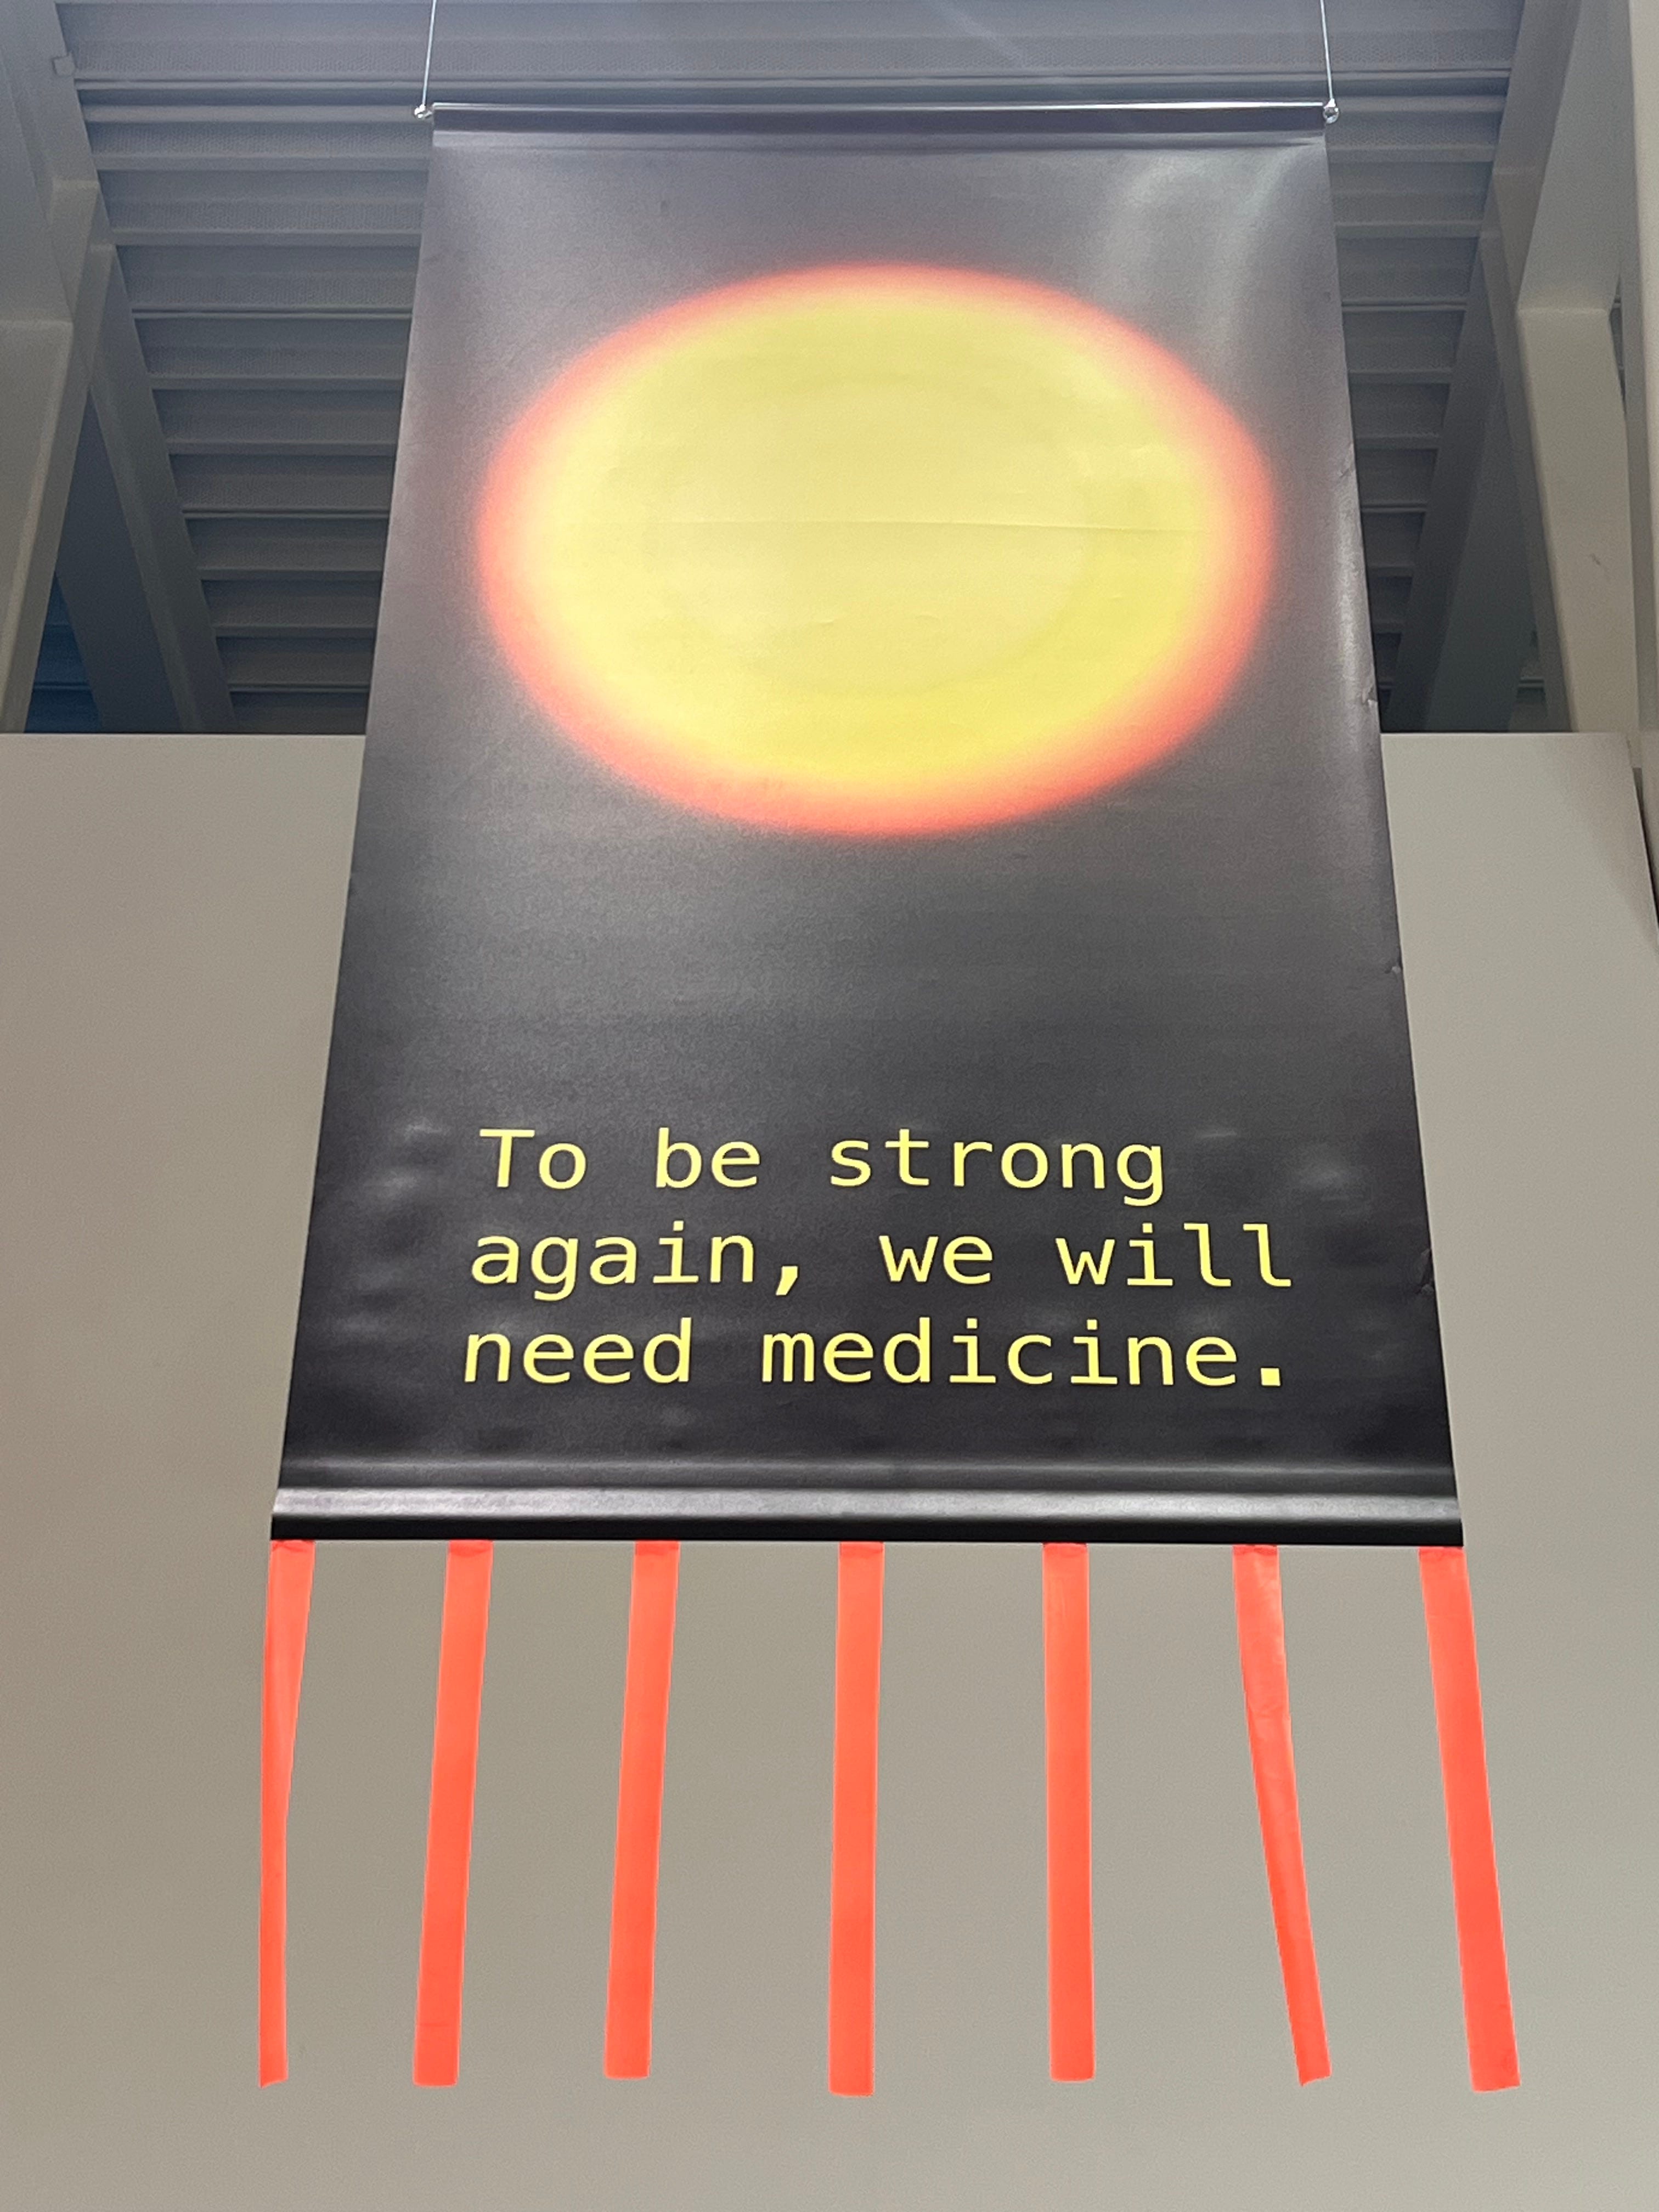 To be strong
again, we will
need medicine.